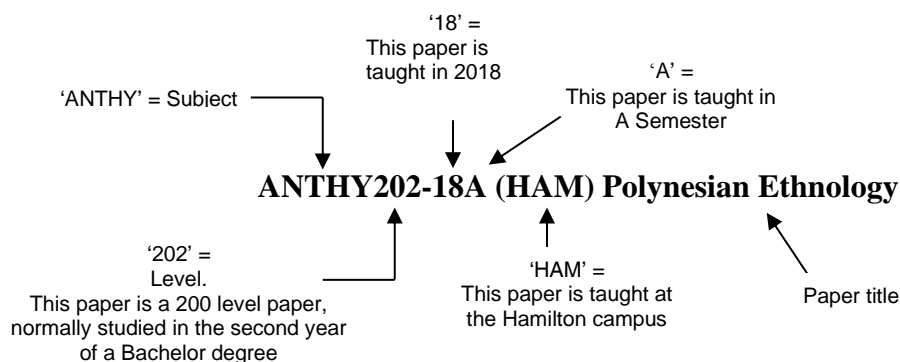 ‘18’ =
This paper is
taught in 2018
‘A’ =
This paper is taught in
A Semester
‘ANTHY’ = Subject
ANTHY202-18A (HAM) Polynesian Ethnology
‘202’ =
Level.
This paper is a 200 level paper,
normally studied in the second year
of a Bachelor degree
‘HAM’ =
This paper is taught at
the Hamilton campus
Paper title